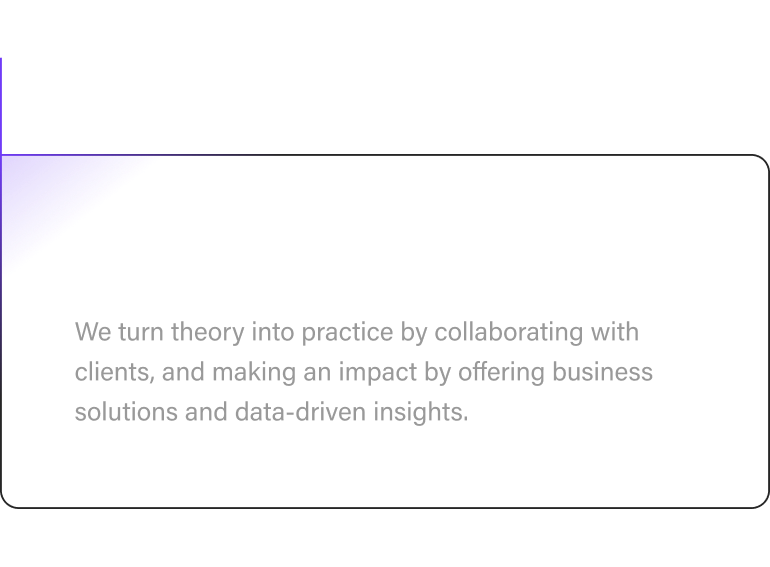 We turn theory into practice by collaborating with
clients, and making an impact by offering business
solutions and data-driven insights.